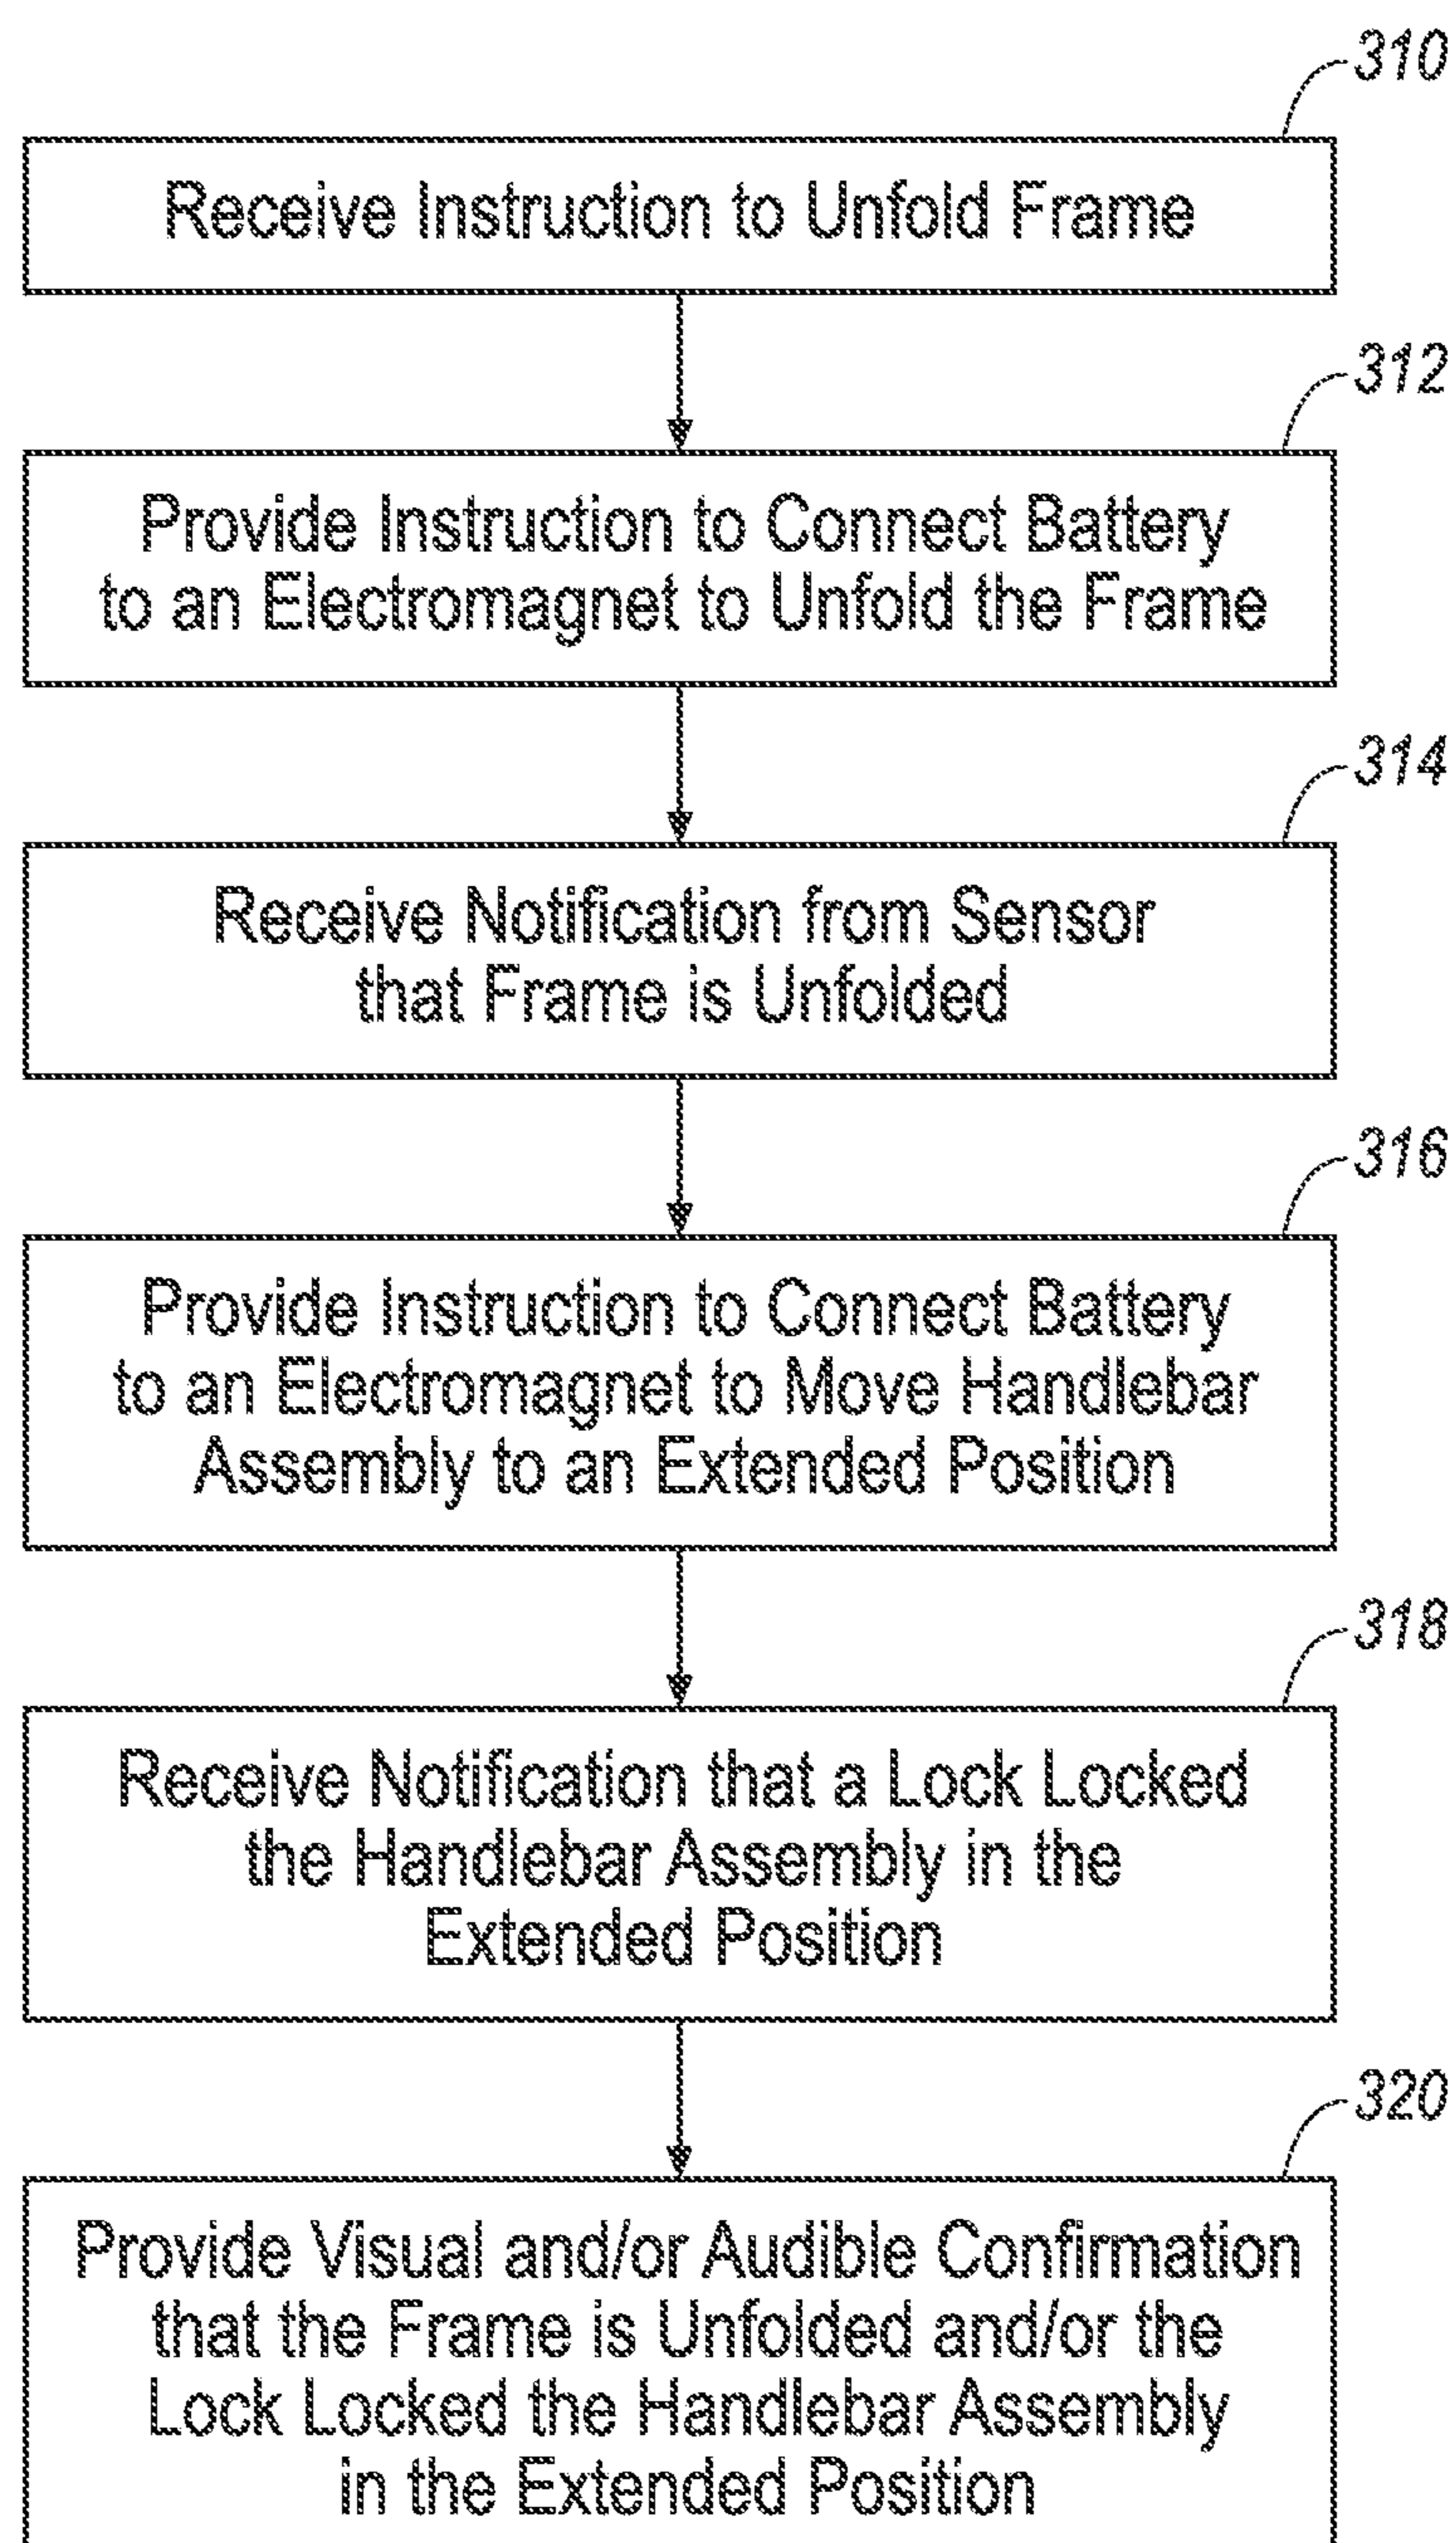 310
Receive Instruction to Unfold Frame
312
Provide Instruction to Connect Battery
to an Electromagnet to Unfold the Frame
314
Receive Notification from Sensor
that Frame is Unfolded
316
Provide Instruction to Connect Battery
to an Electromagnet to Move Handlebar
Assembly to an Extended Position
318
Receive Notification that a Lock Locked
the Handlebar Assembly in the
Extended Position
320
Provide Visual and/or Audible Confirmation
that the Frame is Unfolded and/or the
Lock Locked the Handlebar Assembly
in the Extended Position